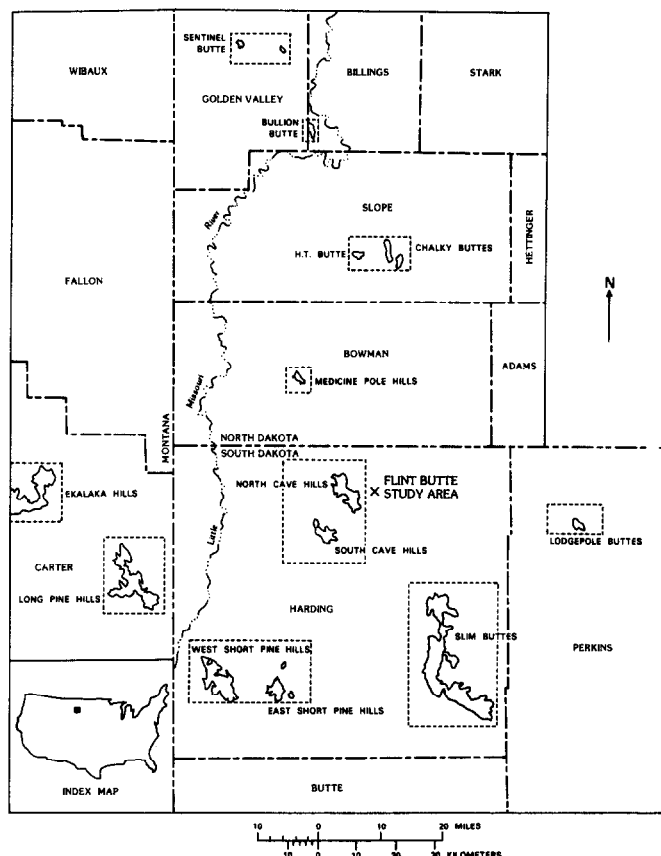 SENTINEL
BUTTE
WIBAUX
BILLINGS
STARK
GOLDEN VALLEY
BULLION
BUTTE
SLOPE
HETTINGER
River
H.T. BUTTE
CHALKY BUTTES
FALLON
N
BOWMAN
ADAMS
MEDICINE POLE HILLS
Missouri
MONTANA
NORTH DAKOTA
SOUTH DAKOTA
NORTH CAVE HILLS
FLINT BUTTE
STUDY AREA
EKALAKA HILLS
Little
LODGEPOLE BUTTES
SOUTH CAVE HILLS
CARTER
LONG PINE HILLS
HARDING
SLIM BUTTES
WEST SHORT PINE HILLS
PERKINS
EAST SHORT PINE HILLS
INDEX MAP
BUTTE
10 0 10 20 MILES
10 0 10 20 30 KILOMETERS